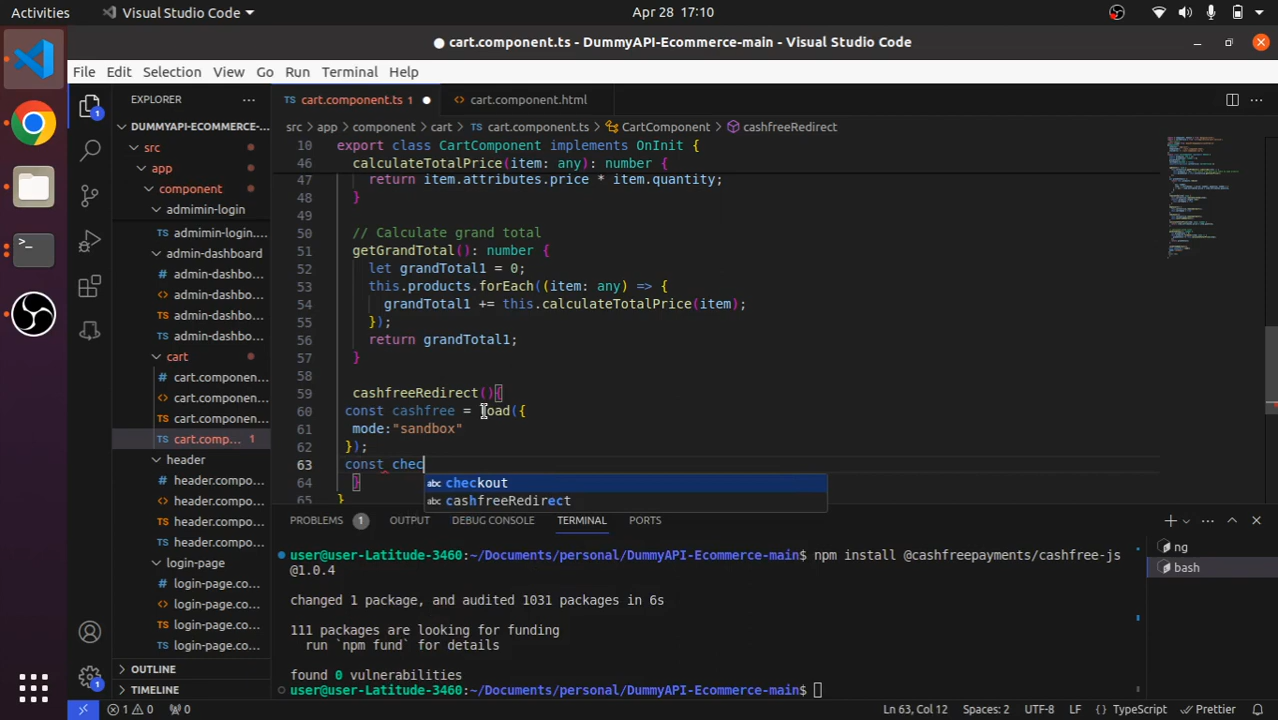 Activities
Visual Studio Code
Apr 28 17:10
cart.component.ts - DummyAPI-Ecommerce-main - Visual Studio Code
File Edit Selection View Go Run Terminal Help
EXPLORER
DUMMYAPI-ECOMMERCE-...
src
app
component
admimin-login
admimin-login....
admin-dashboard
admin-dashbo...
admin-dashbo...
admin-dashbo...
admin-dashbo...
cart
cart.componen...
cart.componen...
cart.componen...
cart.comp... 1
header
header.compo...
header.compo...
header.compo...
header.compo...
login-page
login-page.co...
login-page.co...
login-page.co...
login-page.co...
OUTLINE
TIMELINE
cart.component.ts 1
cart.component.html
src > app > component > cart > TS cart.component.ts > CartComponent > cashfreeRedirect
10 export class CartComponent implements OnInit {
46 calculateTotalPrice(item: any): number {
47 return item.attributes.price * item.quantity;
48 }
49
50 // Calculate grand total
51 getGrandTotal(): number {
52 let grandTotal1 = 0;
53 this.products.forEach((item: any) => {
54 grandTotal1 += this.calculateTotalPrice(item);
55 });
56 return grandTotal1;
57 }
58
59 cashfreeRedirect(){
60 const cashfree = load({
61 mode:"sandbox"
62 });
63 const chec
64 }
65 }
abc checkout
abc cashfreeRedirect
PROBLEMS 1 OUTPUT DEBUG CONSOLE TERMINAL PORTS
user@user-Latitude-3460:~/Documents/personal/DummyAPI-Ecommerce-main$ npm install @cashfreepayments/cashfree-js
@1.0.4
changed 1 package, and audited 1031 packages in 6s
111 packages are looking for funding
run `npm fund` for details
found 0 vulnerabilities
user@user-Latitude-3460:~/Documents/personal/DummyAPI-Ecommerce-main$
ng
bash
1 0 0 Ln 63, Col 12 Spaces: 2 UTF-8 LF {} TypeScript Prettier